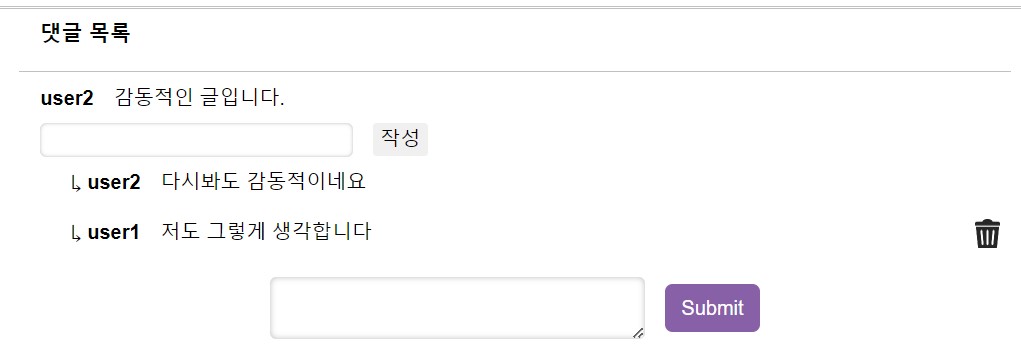 댓글 목록
user2 감동적인 글입니다.
작성
↳ user2 다시봐도 감동적이네요
↳ user1 저도 그렇게 생각합니다
Submit